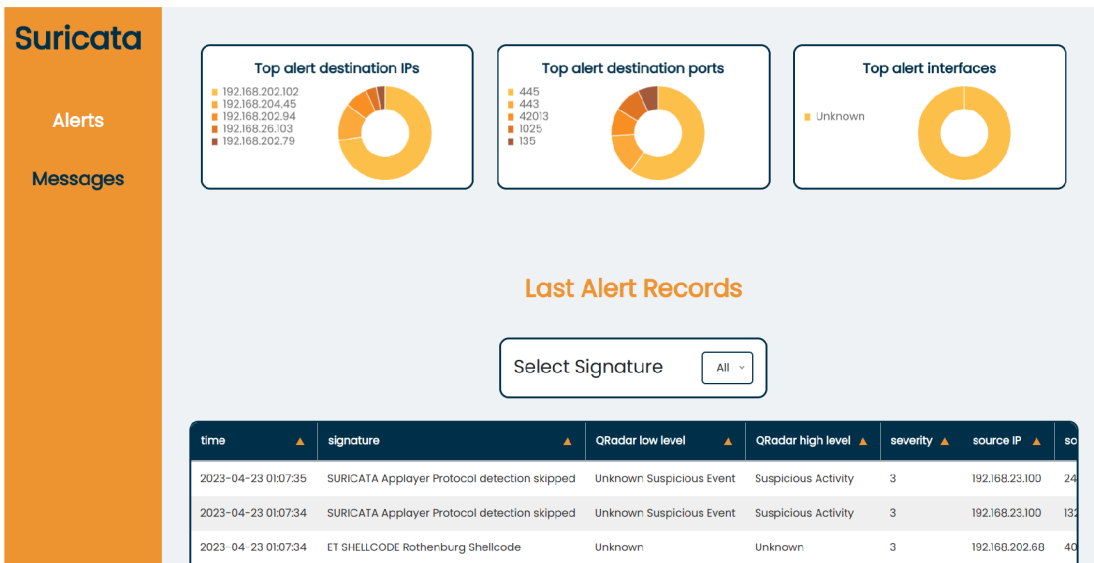 Suricata
Alerts
Messages
Top alert destination IPs
192.168.202.102
192.168.204.45
192.168.202.94
192.168.26.103
192.168.202.79
Top alert destination ports
445
443
42013
1025
135
Top alert interfaces
Unknown
Last Alert Records
Select Signature All
time signature QRadar low level QRadar high level severity source IP so
2023-04-23 01:07:35 SURICATA Applayer Protocol detection skipped Unknown Suspicious Event Suspicious Activity 3 192.168.23.100 24
2023-04-23 01:07:34 SURICATA Applayer Protocol detection skipped Unknown Suspicious Event Suspicious Activity 3 192.168.23.100 132
2023-04-23 01:07:34 ET SHELLCODE Rothenburg Shellcode Unknown Unknown 3 192.168.202.68 40